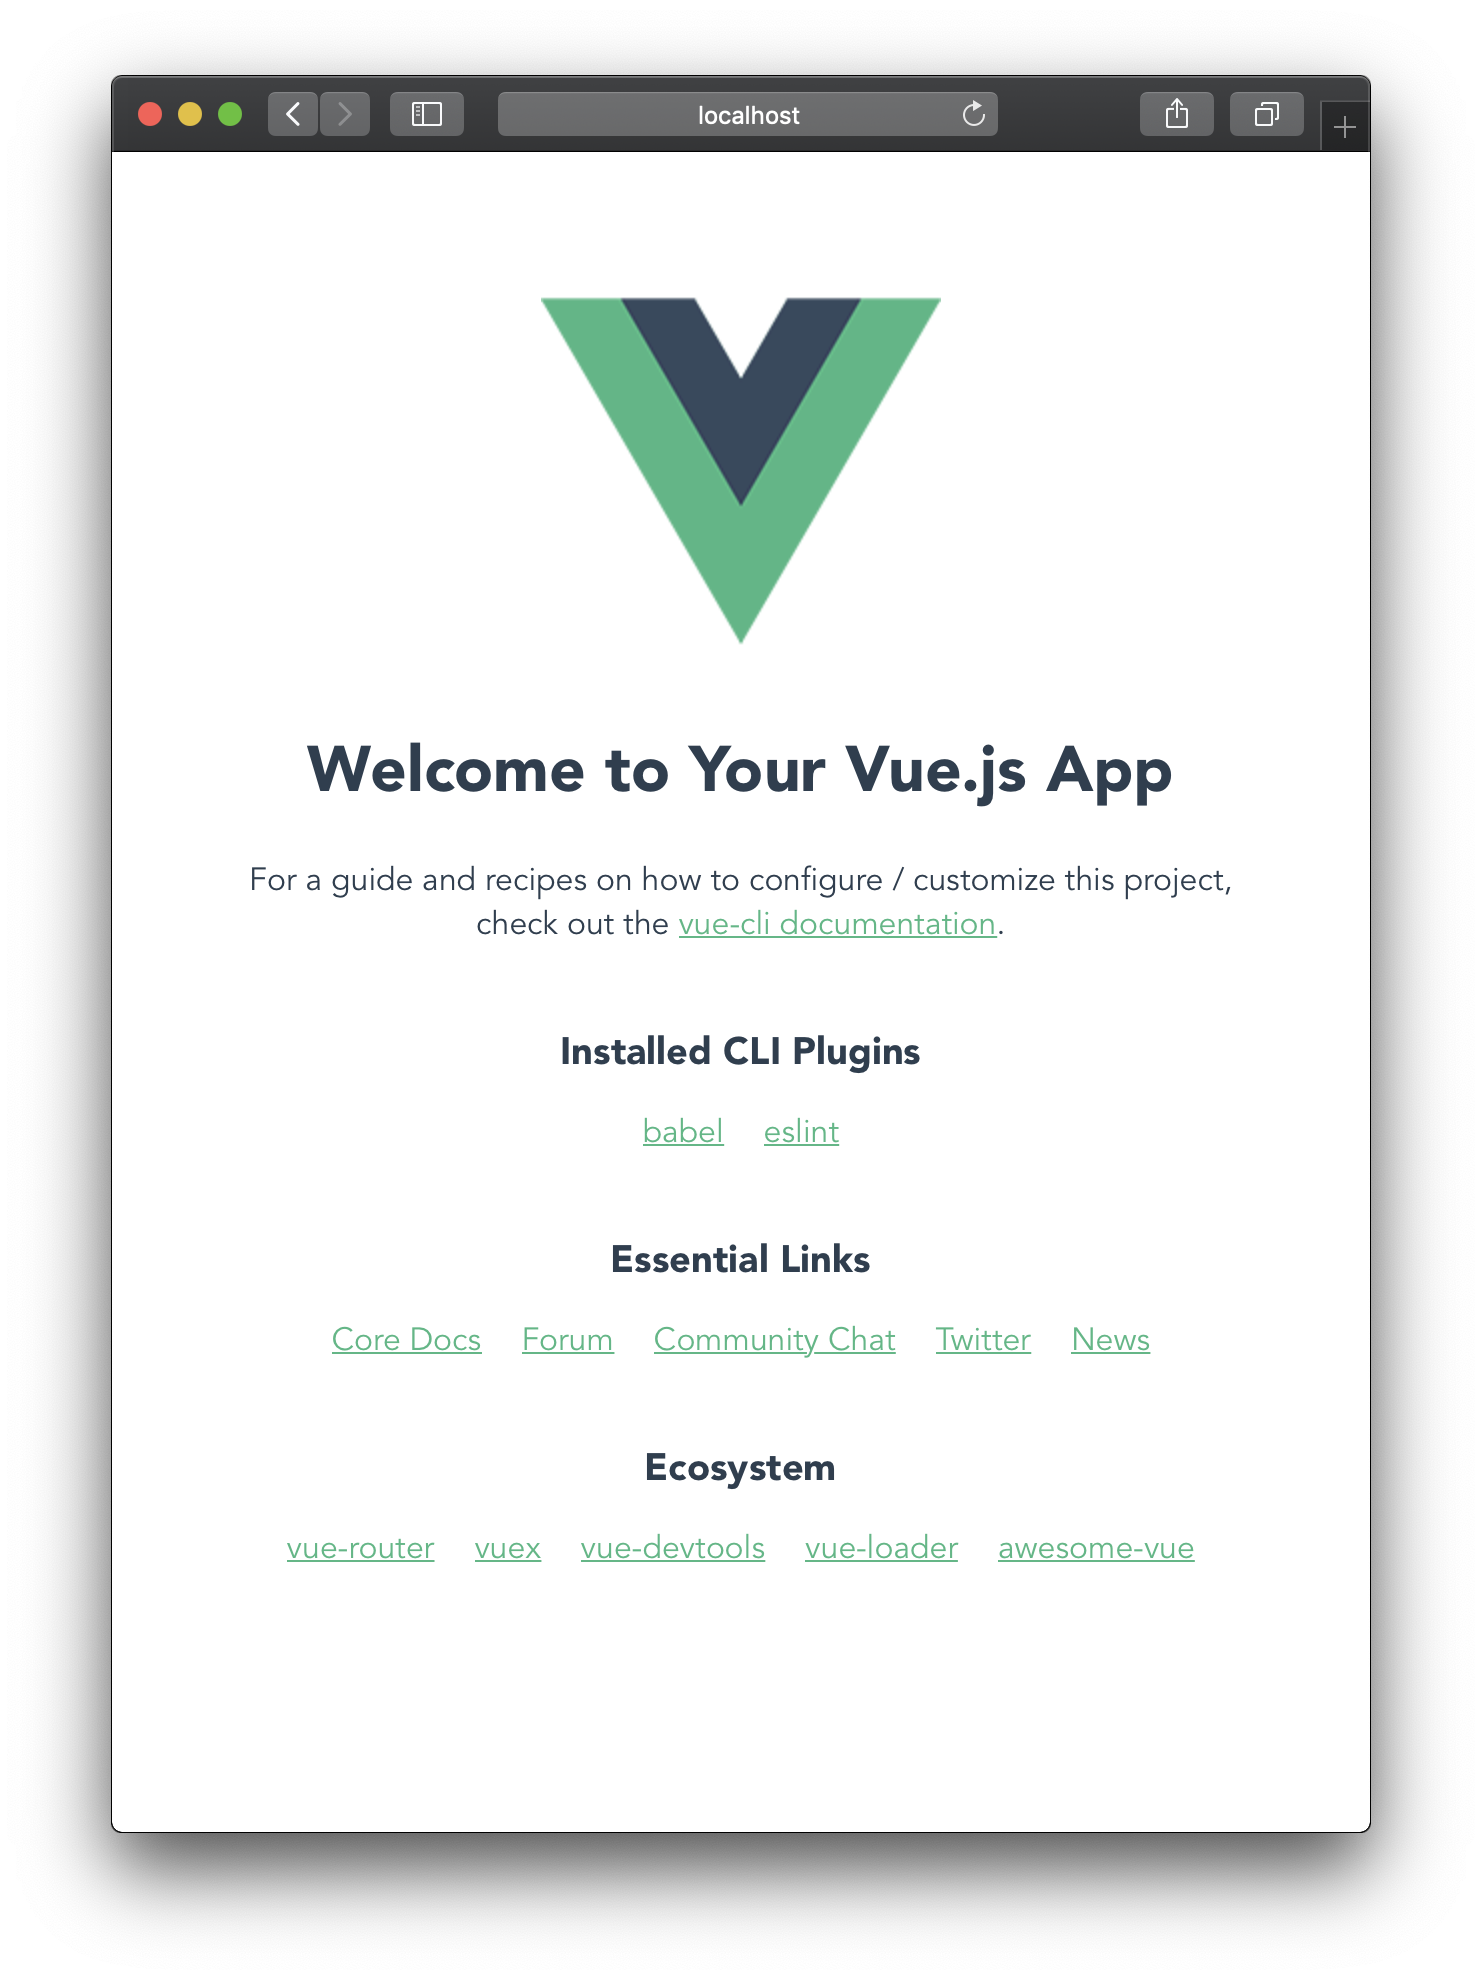 localhost
Welcome to Your Vue.js App
For a guide and recipes on how to configure / customize this project,
check out the vue-cli documentation.
Installed CLI Plugins
babel eslint
Essential Links
Core Docs Forum Community Chat Twitter News
Ecosystem
vue-router vuex vue-devtools vue-loader awesome-vue